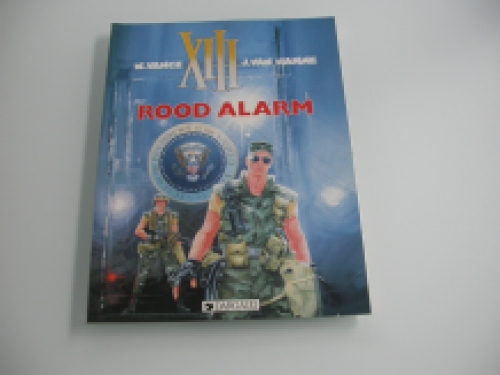 XIII
W. VANCE J. VAN HAMME
ROOD ALARM
DARGAUD